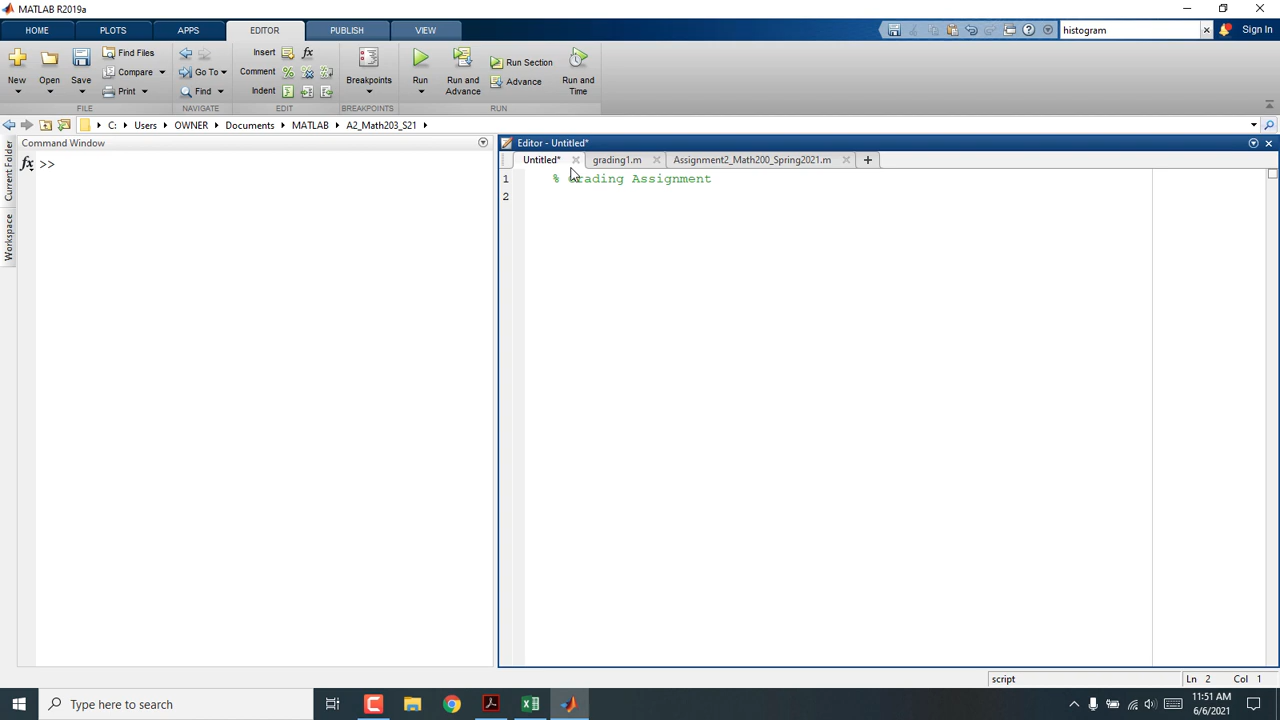 MATLAB R2019a
HOME PLOTS APPS EDITOR PUBLISH VIEW histogram Sign In
New Open Save Find Files Compare Print Go To Find Insert Comment Indent fx Breakpoints Run Run and Advance Run Section Advance Run and Time
FILE NAVIGATE EDIT BREAKPOINTS RUN
C: Users OWNER Documents MATLAB A2_Math203_S21
Current Folder
Workspace
Command Window
fx >>
Editor - Untitled*
Untitled* grading1.m Assignment2_Math200_Spring2021.m +
1 % Grading Assignment
2
script Ln 2 Col 1
Type here to search
11:51 AM
6/6/2021